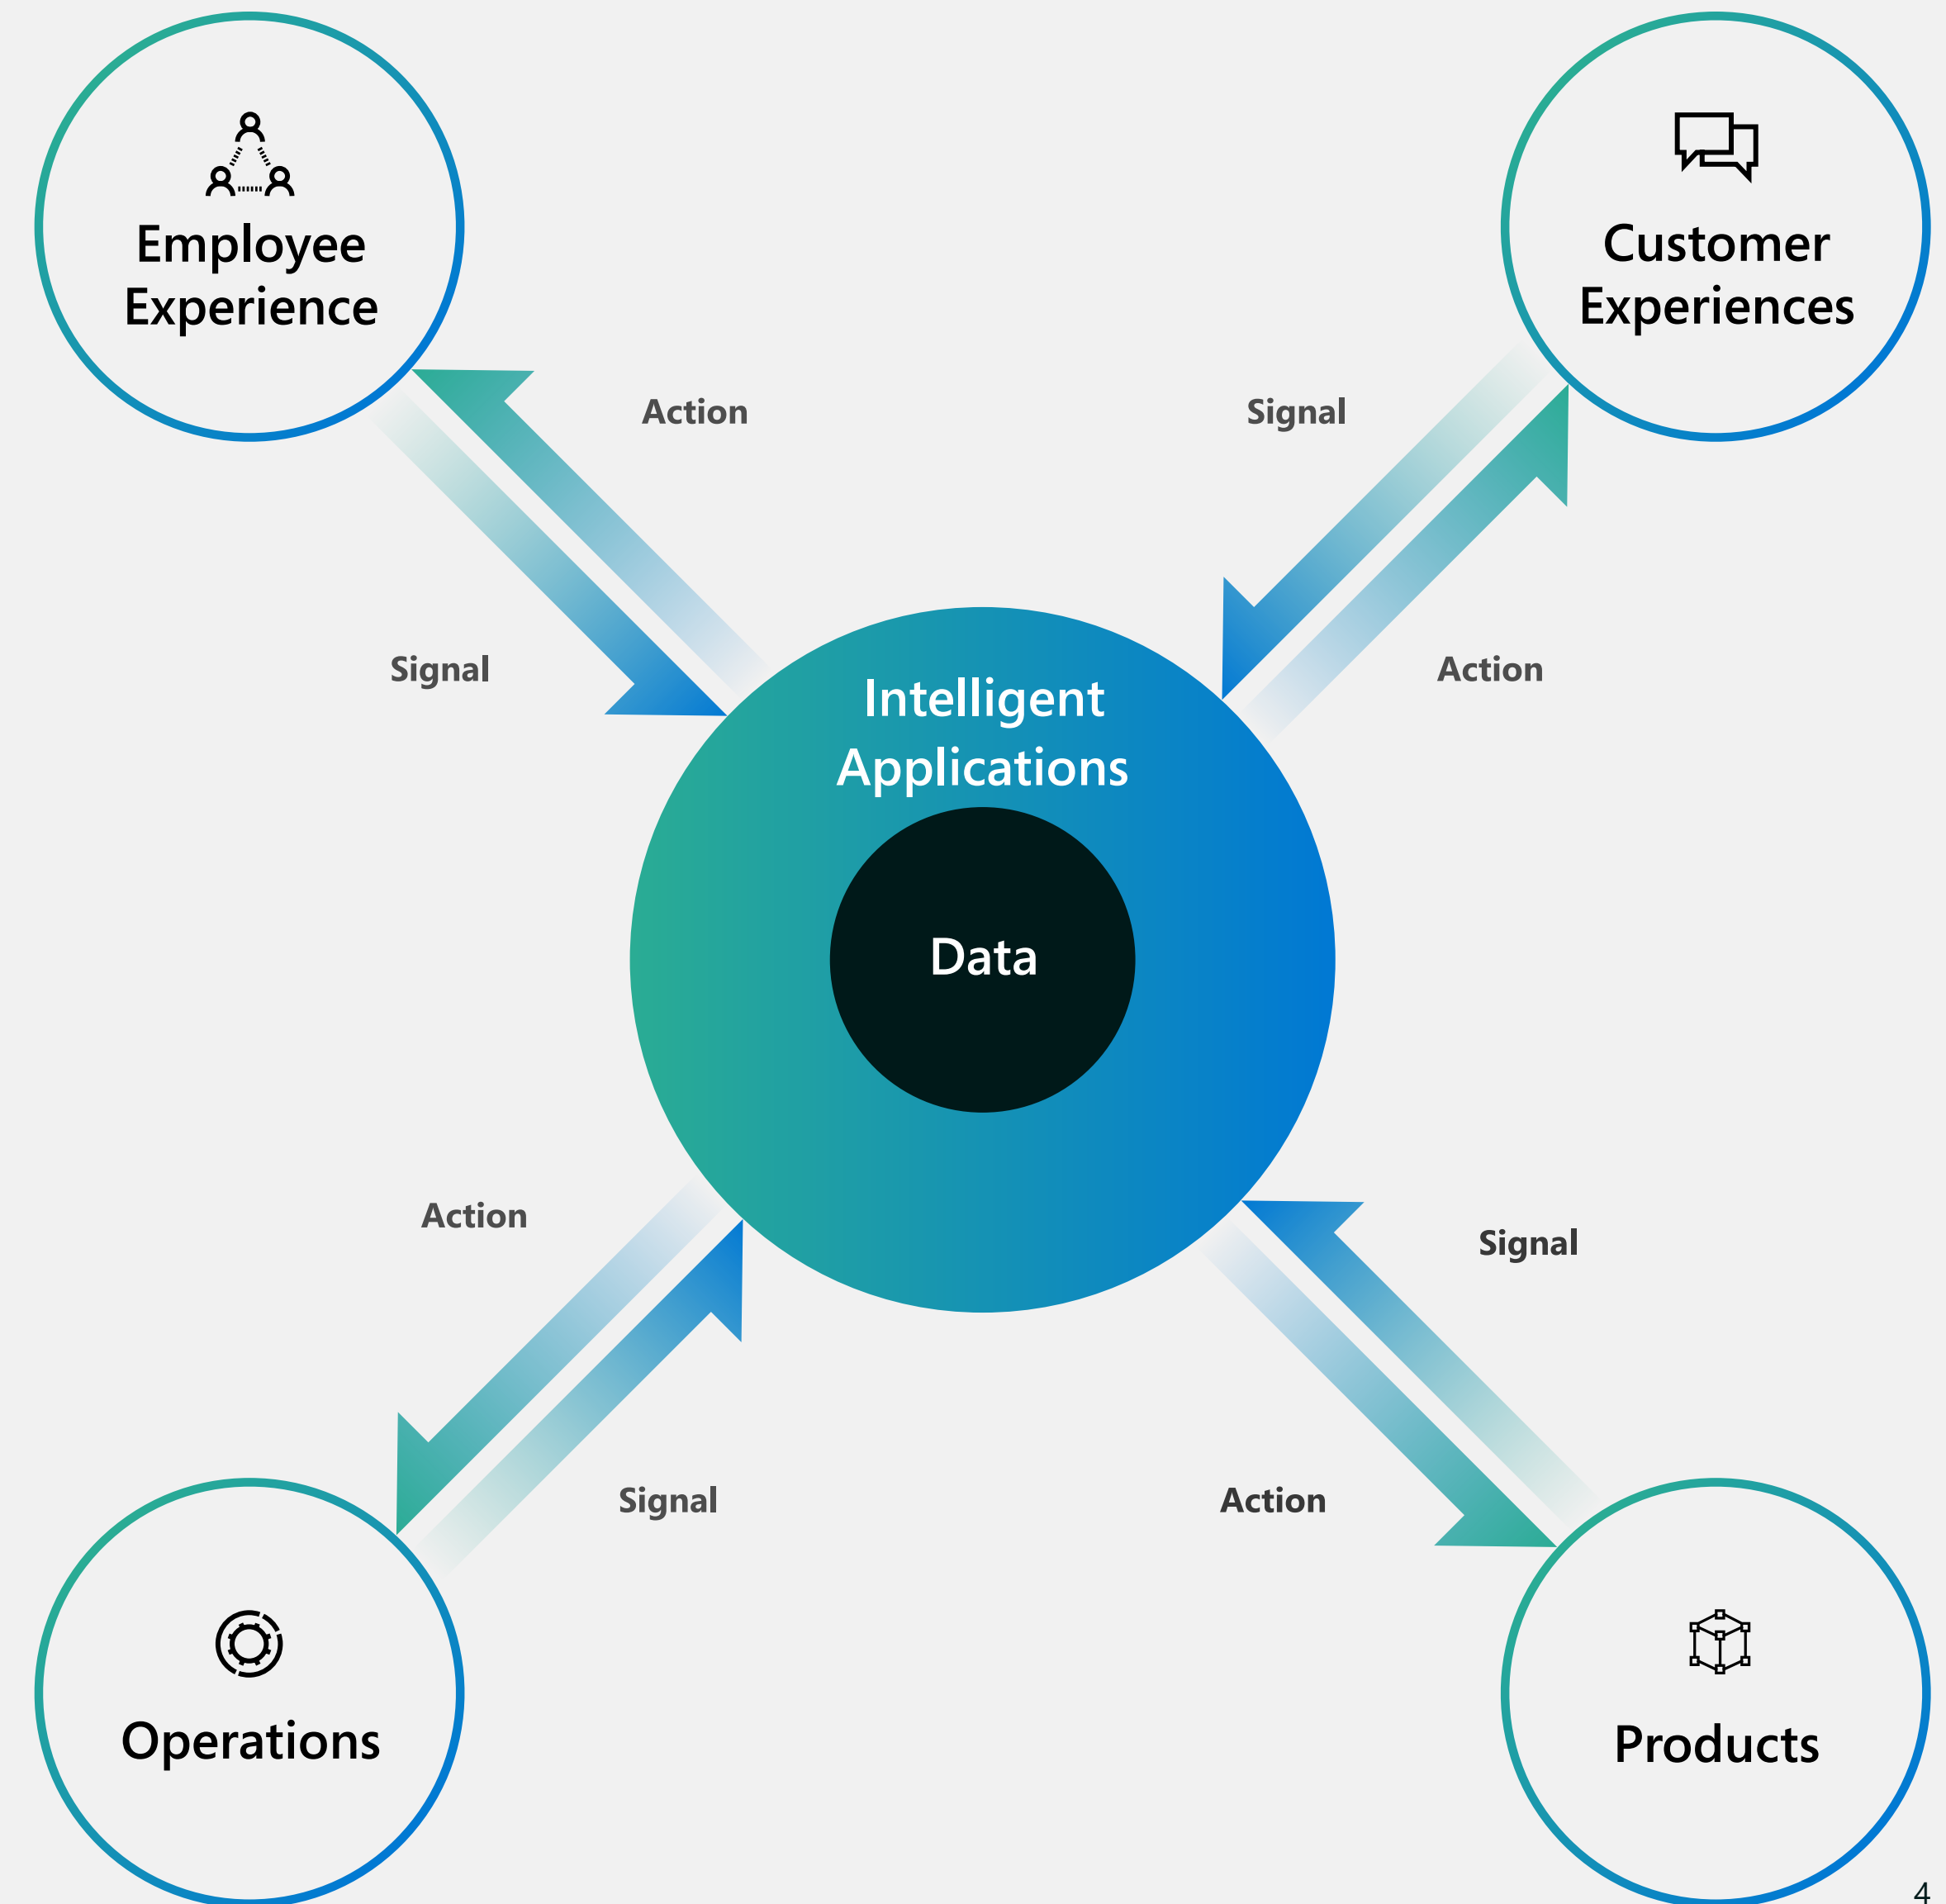 Employee
Experience
Customer
Experiences
Action
Signal
Signal
Action
Intelligent
Applications
Data
Action
Signal
Signal
Action
Operations
Products
4